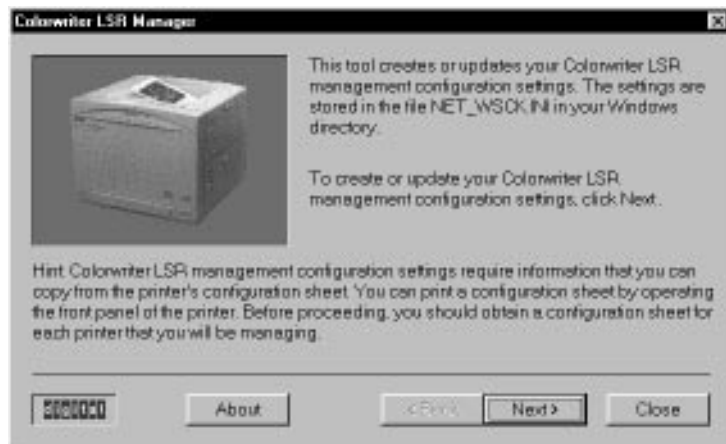 Colorwriter LSR Manager
This tool creates or updates your Colorwriter LSR
management configuration settings. The settings are
stored in the file NET_WSCK.INI in your Windows
directory.
To create or update your Colorwriter LSR
management configuration settings, click Next.
Hint: Colorwriter LSR management configuration settings require information that you can
copy from the printer's configuration sheet. You can print a configuration sheet by operating
the front panel of the printer. Before proceeding, you should obtain a configuration sheet for
each printer that you will be managing.
digital About < Back Next > Close